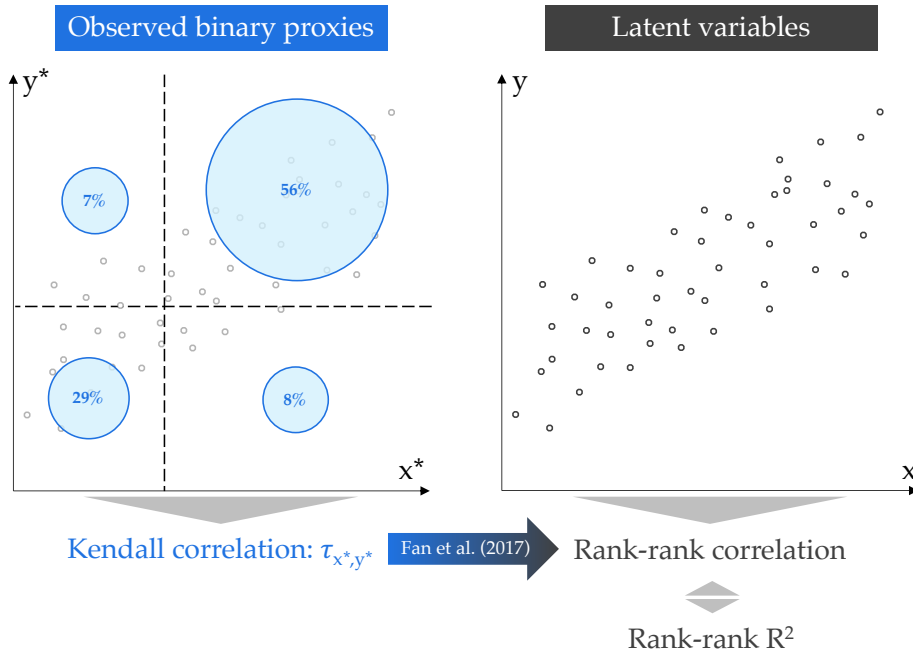 Observed binary proxies
Latent variables
y*
y
56%
7%
29%
8%
x*
x
Kendall correlation: τx*,y*
Fan et al. (2017)
Rank-rank correlation
Rank-rank R²